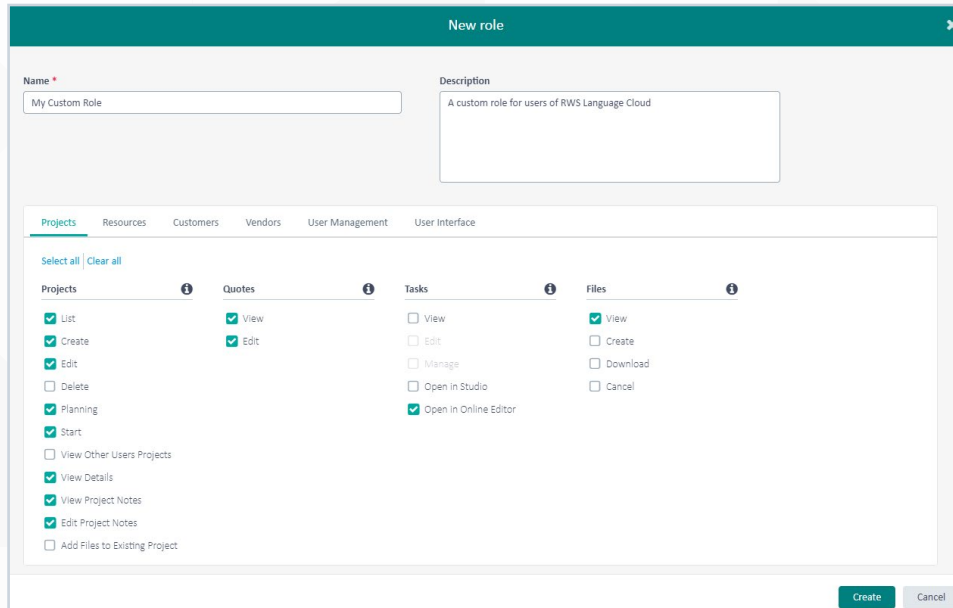 New role
Name *
My Custom Role
Description
A custom role for users of RWS Language Cloud
Projects Resources Customers Vendors User Management User Interface
Select all Clear all
Projects
List
Create
Edit
Delete
Planning
Start
View Other Users Projects
View Details
View Project Notes
Edit Project Notes
Add Files to Existing Project
Quotes
View
Edit
Tasks
View
Edit
Manage
Open in Studio
Open in Online Editor
Files
View
Create
Download
Cancel
Create Cancel